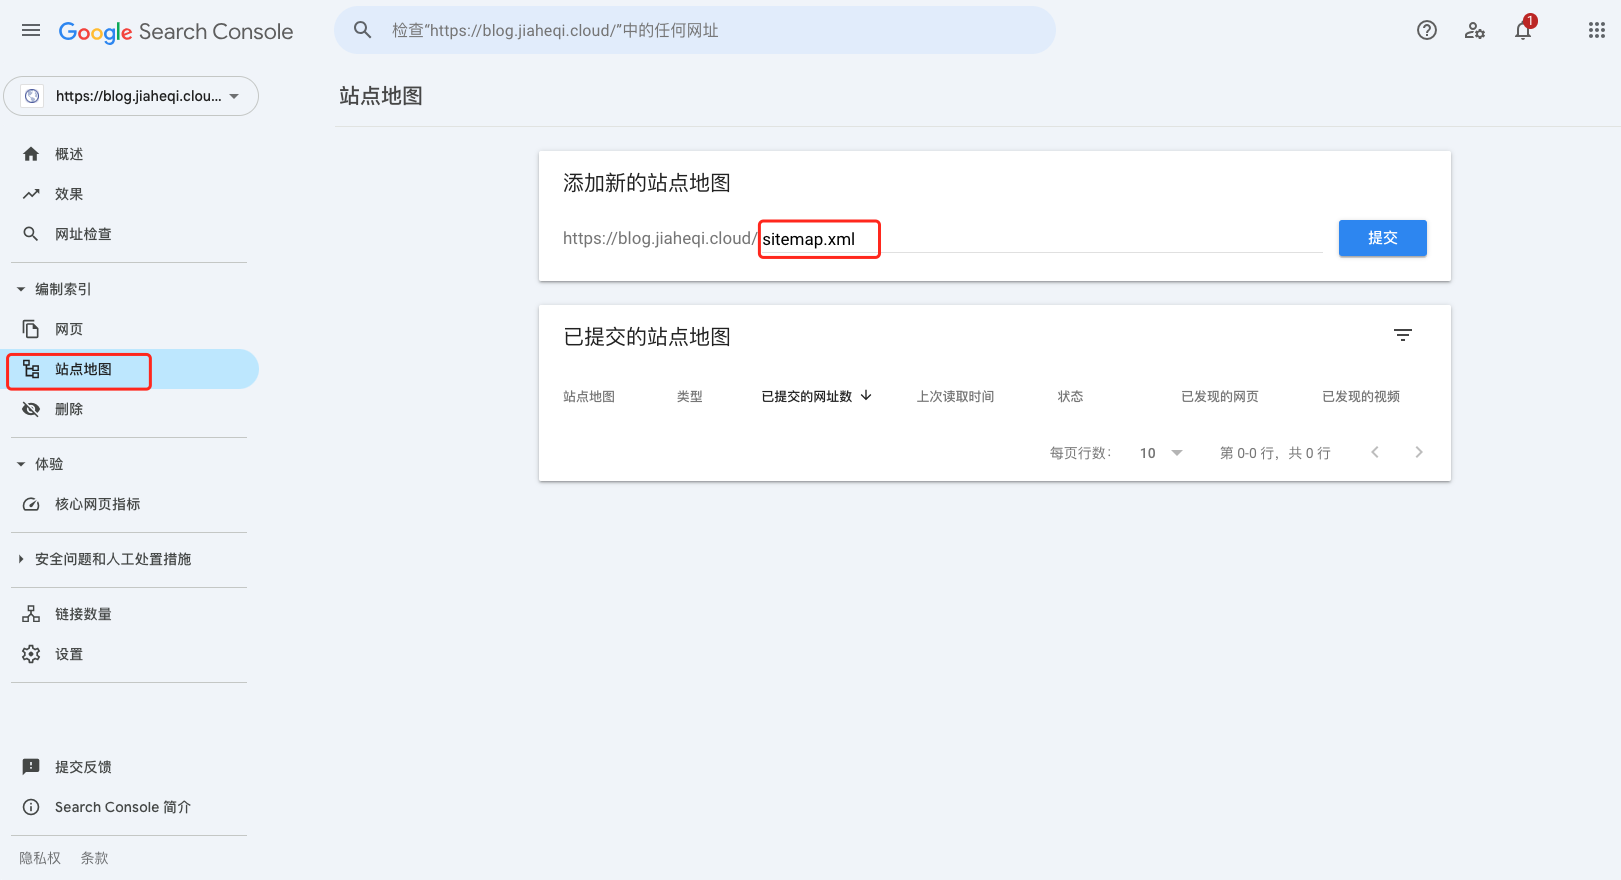 Google Search Console
检查“https://blog.jiaheqi.cloud/”中的任何网址
1
https://blog.jiaheqi.clou...
概述
效果
网址检查
编制索引
网页
站点地图
删除
体验
核心网页指标
安全问题和人工处置措施
链接数量
设置
提交反馈
Search Console 简介
隐私权 条款
站点地图
添加新的站点地图
https://blog.jiaheqi.cloud/sitemap.xml
提交
已提交的站点地图
站点地图 类型 已提交的网址数 上次读取时间 状态 已发现的网页 已发现的视频
每页行数： 10 第 0-0 行，共 0 行